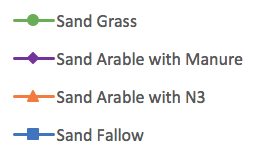 Sand Grass
Sand Arable with Manure
Sand Arable with N3
Sand Fallow